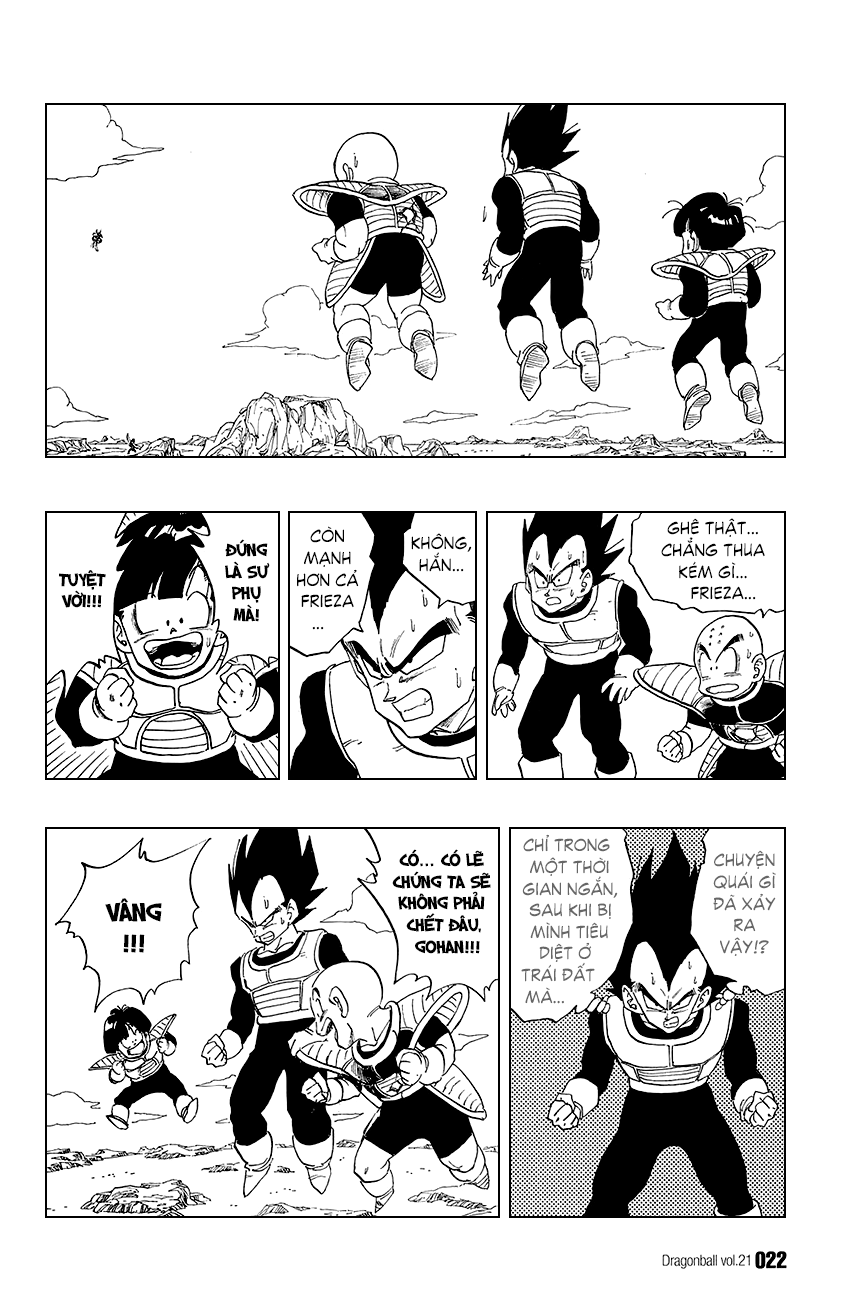 GHÊ THẬT...
CHẲNG THUA
KÉM GÌ...
FRIEZA...
KHÔNG,
HẮN...
CÒN
MẠNH
HƠN CẢ
FRIEZA
...
ĐÚNG
LÀ SƯ
PHỤ
MÀ!
TUYỆT
VỜI!!!
CHUYỆN
QUÁI GÌ
ĐÃ XẢY
RA
VẬY!?
CHỈ TRONG
MỘT THỜI
GIAN NGẮN,
SAU KHI BỊ
MÌNH TIÊU
DIỆT Ở
TRÁI ĐẤT
MÀ...
CÓ... CÓ LẼ
CHÚNG TA SẼ
KHÔNG PHẢI
CHẾT ĐÂU,
GOHAN!!!
VÂNG
!!!
Dragonball vol.21 022